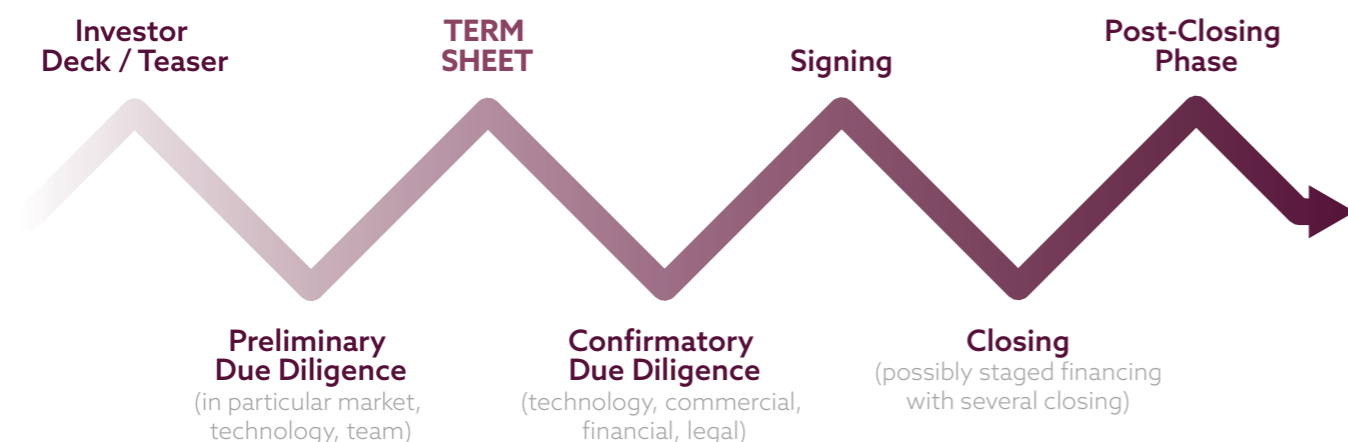 Investor
Deck / Teaser
TERM
SHEET
Signing
Post-Closing
Phase
Preliminary
Due Diligence
(in particular market,
technology, team)
Confirmatory
Due Diligence
(technology, commercial,
financial, legal)
Closing
(possibly staged financing
with several closing)